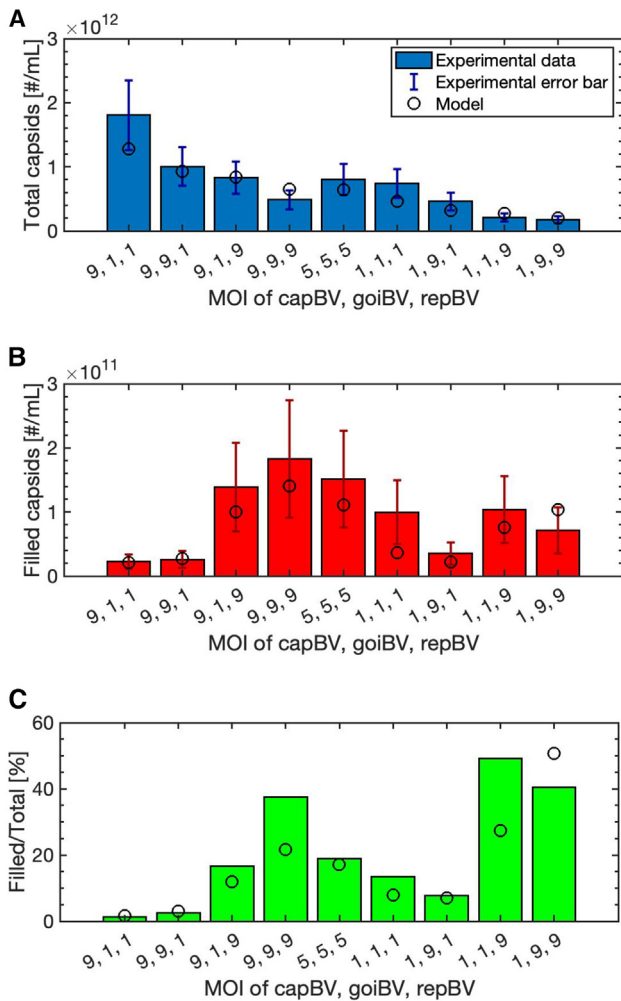 A
×10^12
3
2
1
0
Total capsids [#/mL]
Experimental data
Experimental error bar
Model
9, 1, 1
9, 9, 1
9, 1, 9
9, 9, 9
5, 5, 5
1, 1, 1
1, 9, 1
1, 1, 9
1, 9, 9
MOI of capBV, goiBV, repBV
B
×10^11
3
2
1
0
Filled capsids [#/mL]
9, 1, 1
9, 9, 1
9, 1, 9
9, 9, 9
5, 5, 5
1, 1, 1
1, 9, 1
1, 1, 9
1, 9, 9
MOI of capBV, goiBV, repBV
C
60
40
20
0
Filled/Total [%]
9, 1, 1
9, 9, 1
9, 1, 9
9, 9, 9
5, 5, 5
1, 1, 1
1, 9, 1
1, 1, 9
1, 9, 9
MOI of capBV, goiBV, repBV